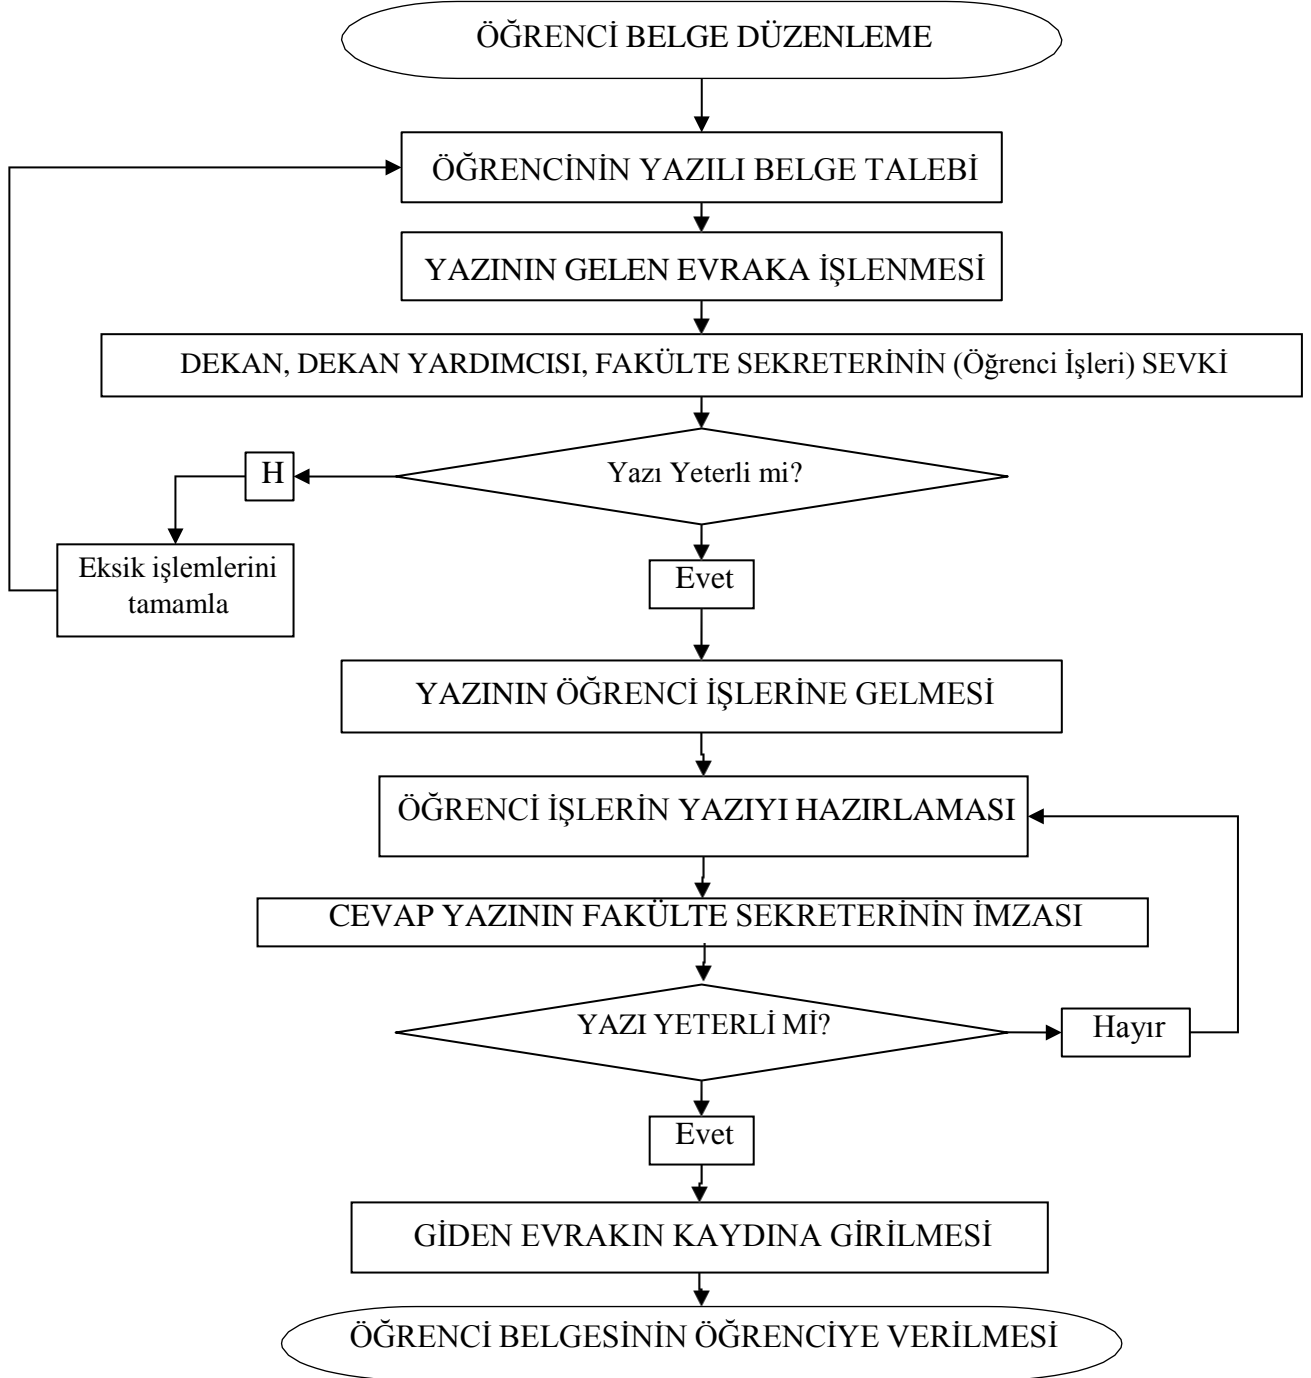 ÖĞRENCİ BELGE DÜZENLEME
ÖĞRENCİNİN YAZILI BELGE TALEBİ
YAZININ GELEN EVRAKA İŞLENMESİ
DEKAN, DEKAN YARDIMCISI, FAKÜLTE SEKRETERİNİN (Öğrenci İşleri) SEVKİ
Yazı Yeterli mi?
H
Eksik işlemlerini
tamamla
Evet
YAZININ ÖĞRENCİ İŞLERİNE GELMESİ
ÖĞRENCİ İŞLERİN YAZIYI HAZIRLAMASI
CEVAP YAZININ FAKÜLTE SEKRETERİNİN İMZASI
YAZI YETERLİ Mİ?
Hayır
Evet
GİDEN EVRAKIN KAYDINA GİRİLMESİ
ÖĞRENCİ BELGESİNİN ÖĞRENCİYE VERİLMESİ